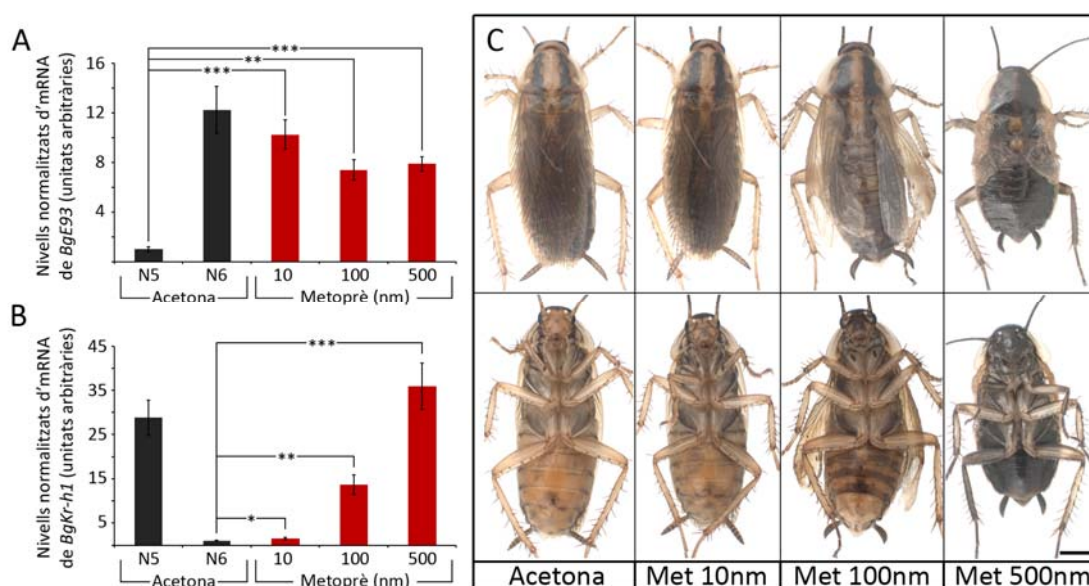 A
Nivells normalitzats d'mRNA
de BgE93 (unitats arbitràries)
16
12
8
4
***
**
***
N5
N6
10
100
500
Acetona
Metoprè (nm)
B
Nivells normalitzats d'mRNA
de BgKr-h1 (unitats arbitràries)
45
35
25
15
5
***
**
*
N5
N6
10
100
500
Acetona
Metoprè (nm)
C
Acetona
Met 10nm
Met 100nm
Met 500nm